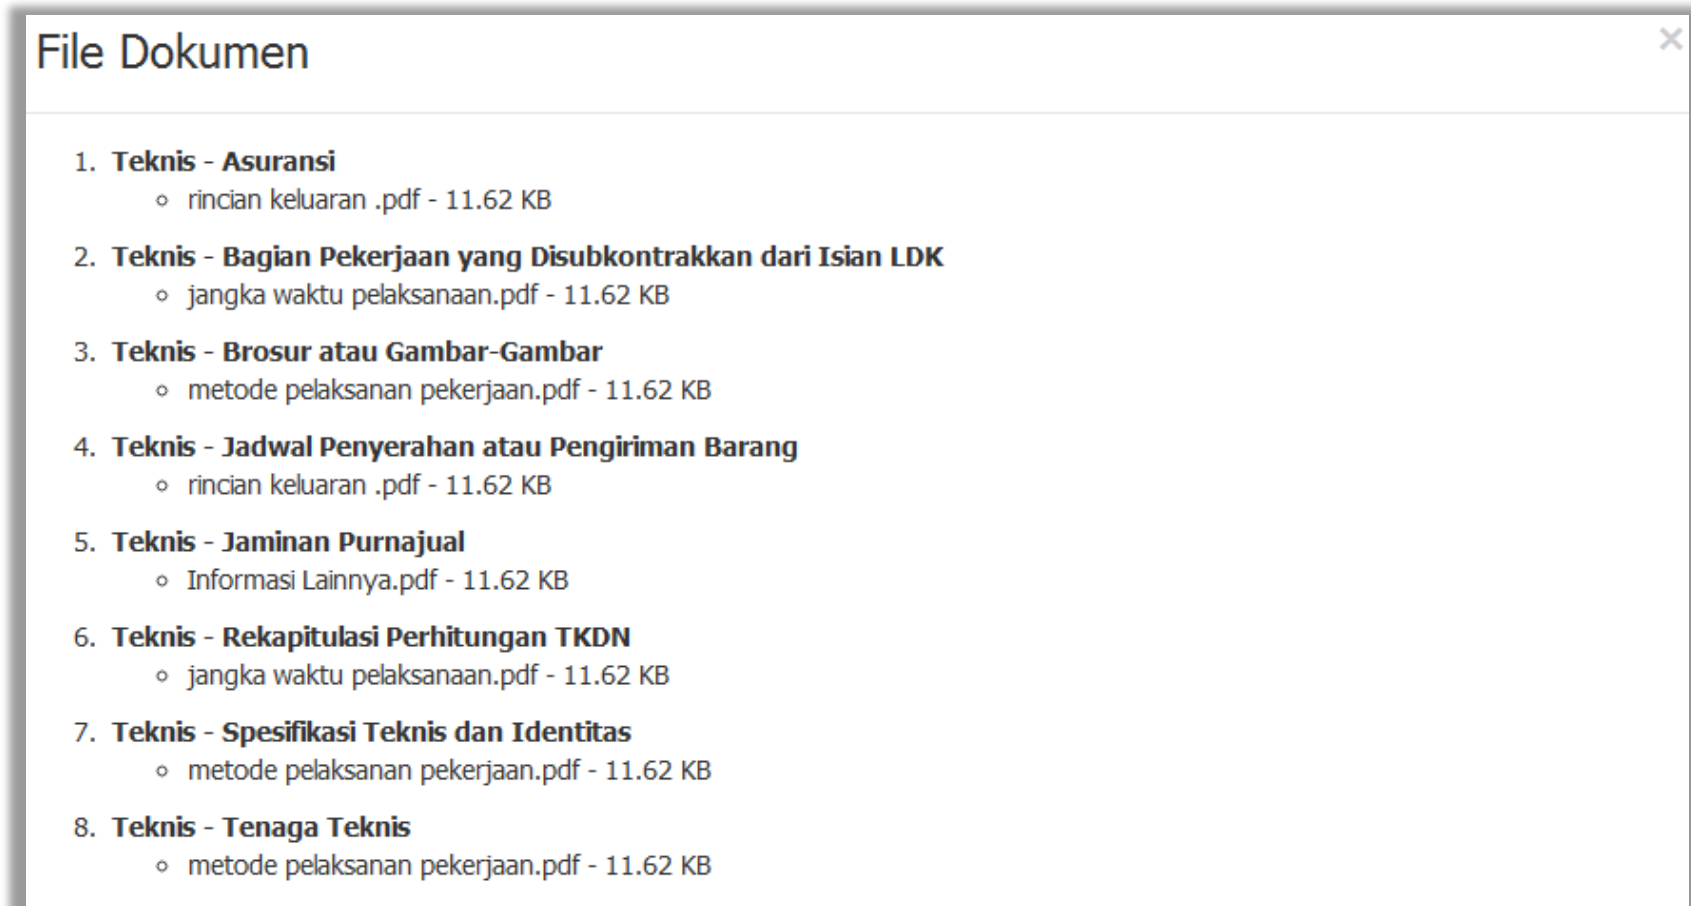 File Dokumen
×
1. Teknis - Asuransi
◦ rincian keluaran .pdf - 11.62 KB
2. Teknis - Bagian Pekerjaan yang Disubkontrakkan dari Isian LDK
◦ jangka waktu pelaksanaan.pdf - 11.62 KB
3. Teknis - Brosur atau Gambar-Gambar
◦ metode pelaksanan pekerjaan.pdf - 11.62 KB
4. Teknis - Jadwal Penyerahan atau Pengiriman Barang
◦ rincian keluaran .pdf - 11.62 KB
5. Teknis - Jaminan Purnajual
◦ Informasi Lainnya.pdf - 11.62 KB
6. Teknis - Rekapitulasi Perhitungan TKDN
◦ jangka waktu pelaksanaan.pdf - 11.62 KB
7. Teknis - Spesifikasi Teknis dan Identitas
◦ metode pelaksanan pekerjaan.pdf - 11.62 KB
8. Teknis - Tenaga Teknis
◦ metode pelaksanan pekerjaan.pdf - 11.62 KB